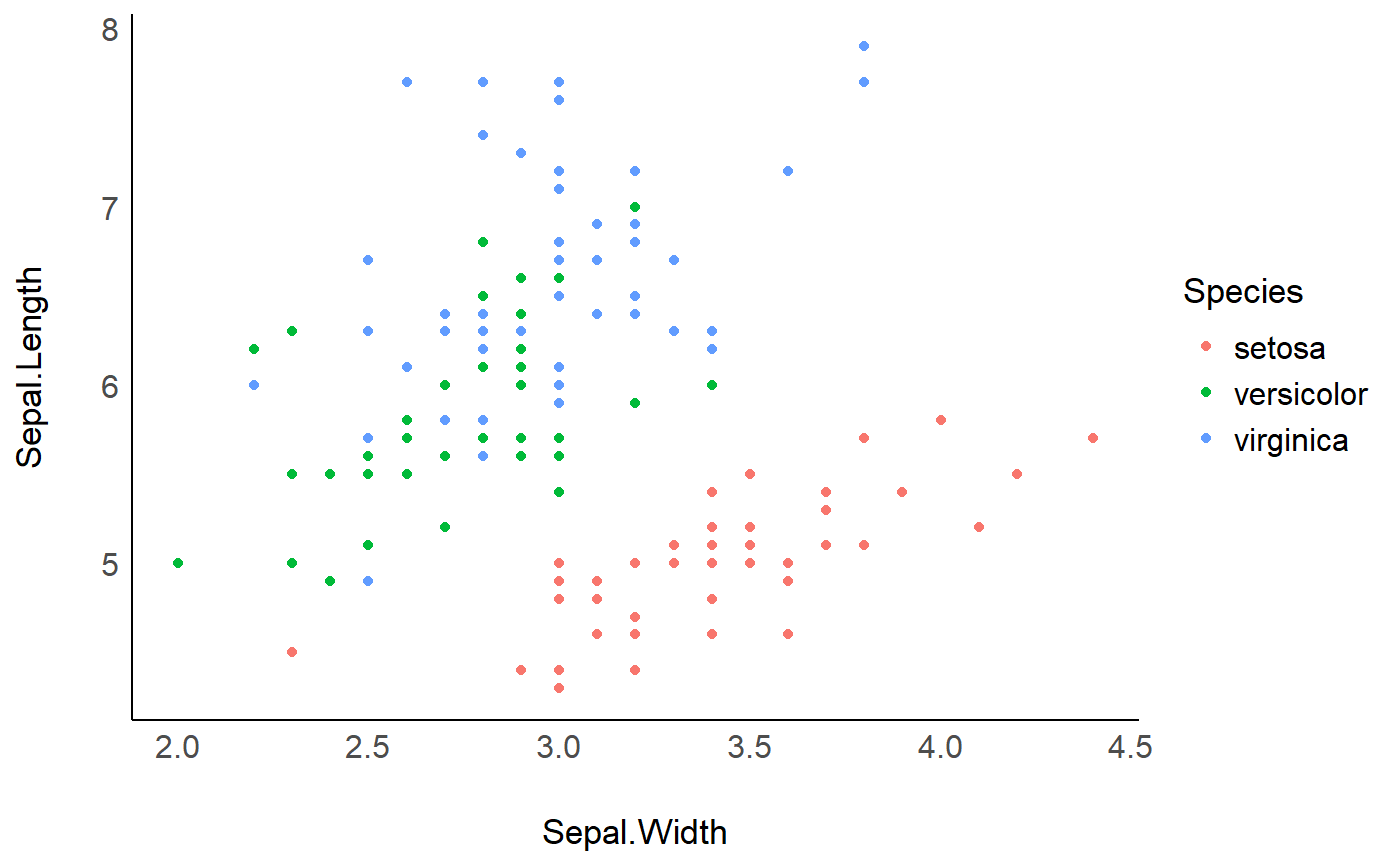 8
7
6
5
Sepal.Length
2.0 2.5 3.0 3.5 4.0 4.5
Sepal.Width
Species
setosa
versicolor
virginica